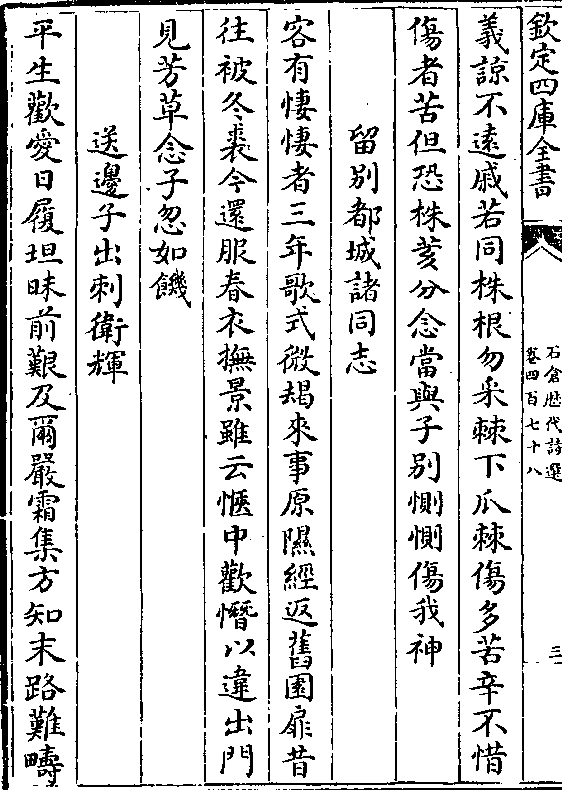 欽定四庫全書
石倉歴代詩選
卷四百七十八
三
義諒不遠戚若同株根勿采棘下瓜棘傷多苦辛不惜
傷者苦但恐株荄分念當與子别惻惻傷我神
留别都城諸同志
客有悽悽者三年歌式微朅來事原隰經返舊園扉昔
往被冬裘今還服春衣撫景雖云愜中歡憯以違出門
見芳草念子忽如饑
送邊子出刺衛輝
平生歡愛日履坦昧前艱及爾嚴霜集方知末路難疇